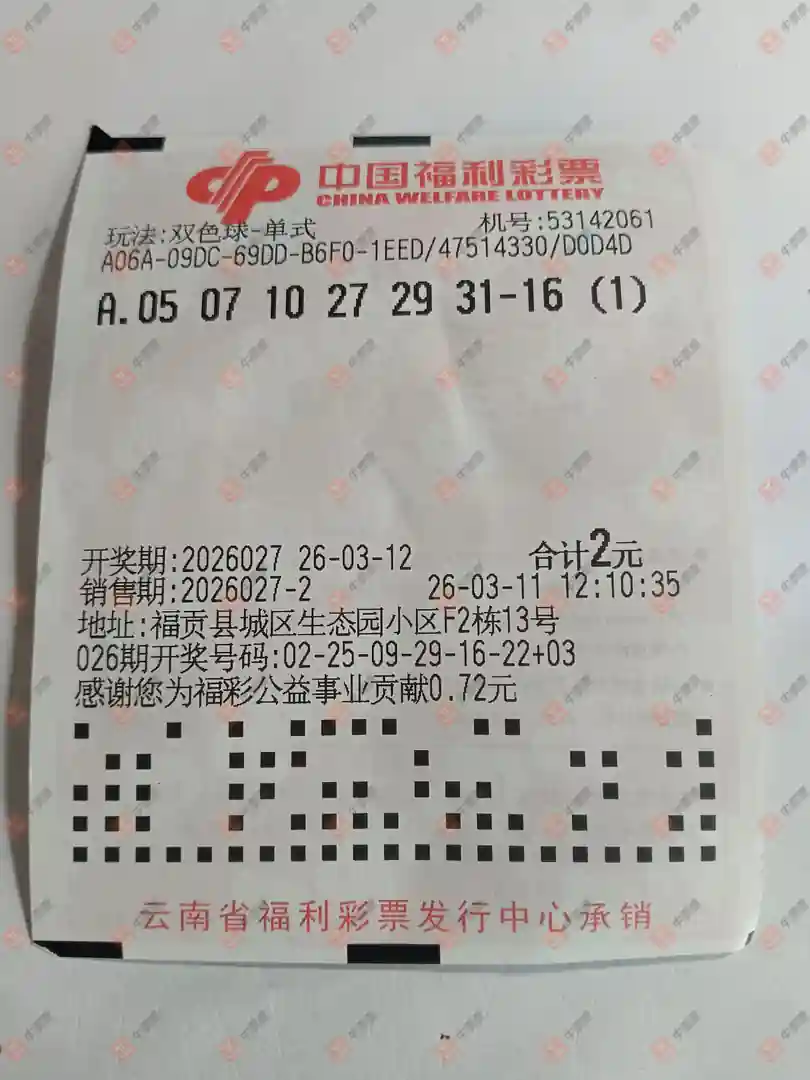 中国福利彩票
CHINA WELFARE LOTTERY
玩法:双色球-单式 机号:53142061
A06A-09DC-69DD-B6F0-1EED/47514330/D0D4D
A.05 07 10 27 29 31-16 (1)
开奖期:2026027 26-03-12 合计2元
销售期:2026027-2 26-03-11 12:10:35
地址:福贡县城区生态园小区F2栋13号
026期开奖号码:02-25-09-29-16-22+03
感谢您为福彩公益事业贡献0.72元
云南省福利彩票发行中心承销